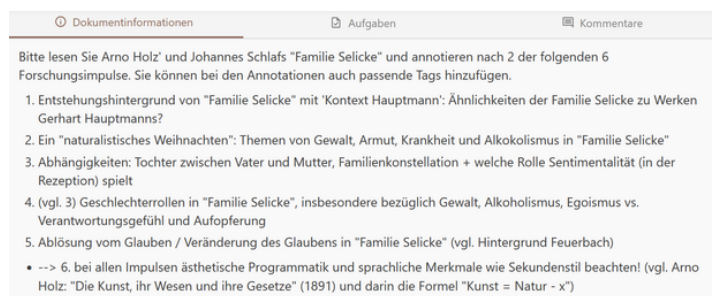 Dokumentinformationen Aufgaben Kommentare
Bitte lesen Sie Arno Holz' und Johannes Schlafs "Familie Selicke" und annotieren nach 2 der folgenden 6
Forschungsimpulse. Sie können bei den Annotationen auch passende Tags hinzufügen.
1. Entstehungshintergrund von "Familie Selicke" mit 'Kontext Hauptmann': Ähnlichkeiten der Familie Selicke zu Werken
Gerhart Hauptmanns?
2. Ein "naturalistisches Weihnachten": Themen von Gewalt, Armut, Krankheit und Alkokolismus in "Familie Selicke"
3. Abhängigkeiten: Tochter zwischen Vater und Mutter, Familienkonstellation + welche Rolle Sentimentalität (in der
Rezeption) spielt
4. (vgl. 3) Geschlechterrollen in "Familie Selicke", insbesondere bezüglich Gewalt, Alkoholismus, Egoismus vs.
Verantwortungsgefühl und Aufopferung
5. Ablösung vom Glauben / Veränderung des Glaubens in "Familie Selicke" (vgl. Hintergrund Feuerbach)
• --> 6. bei allen Impulsen ästhetische Programmatik und sprachliche Merkmale wie Sekundenstil beachten! (vgl. Arno
Holz: "Die Kunst, ihr Wesen und ihre Gesetze" (1891) und darin die Formel "Kunst = Natur - x")